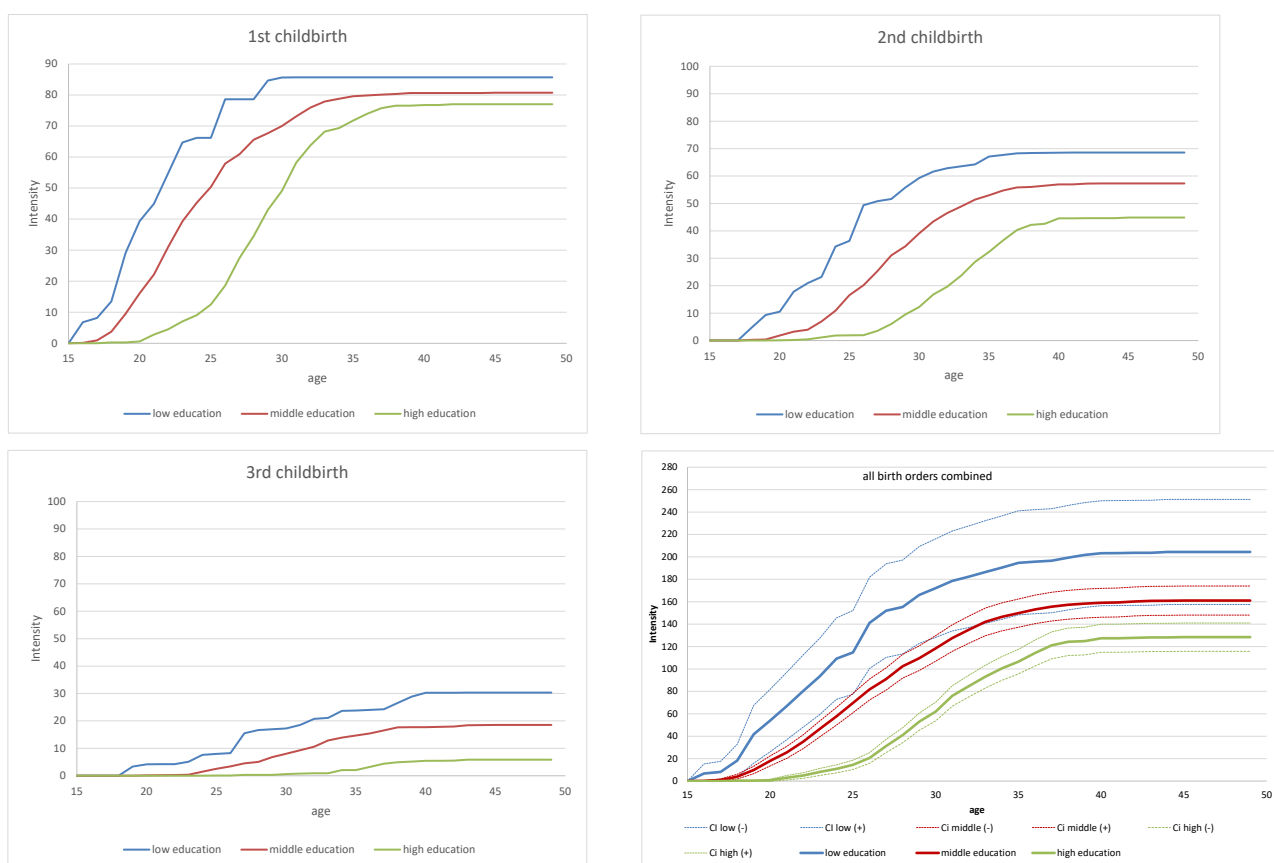 1st childbirth
90
80
70
60
50
40
30
20
10
0
Intensity
15 20 25 30 35 40 45 50
age
low education middle education high education
2nd childbirth
100
90
80
70
60
50
40
30
20
10
0
Intensity
15 20 25 30 35 40 45 50
age
low education middle education high education
3rd childbirth
100
90
80
70
60
50
40
30
20
10
0
Intensity
15 20 25 30 35 40 45 50
age
low education middle education high education
all birth orders combined
280
260
240
220
200
180
160
140
120
100
80
60
40
20
0
Intensity
15 20 25 30 35 40 45 50
age
CI low (-) CI low (+) Ci middle (-) Ci middle (+) Ci high (-)
Ci high (+) low education middle education high education